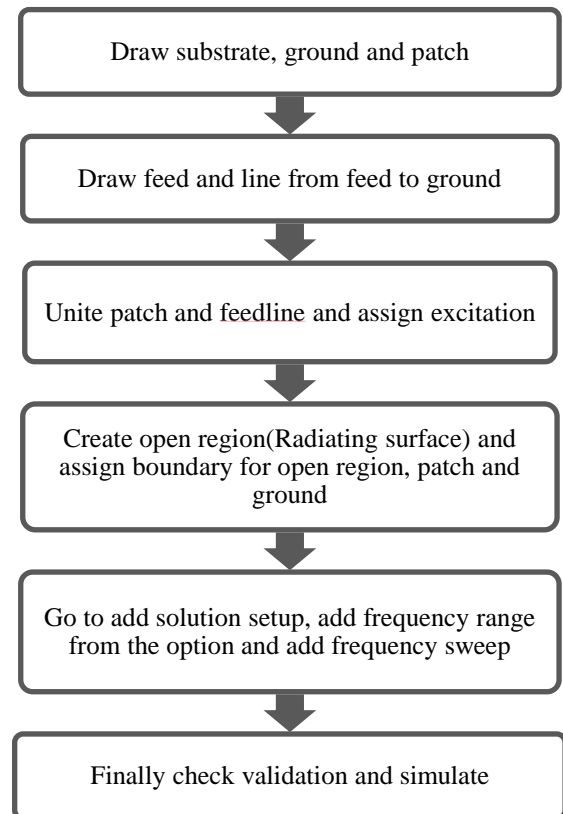 Draw substrate, ground and patch
Draw feed and line from feed to ground
Unite patch and feedline and assign excitation
Create open region(Radiating surface) and
assign boundary for open region, patch and
ground
Go to add solution setup, add frequency range
from the option and add frequency sweep
Finally check validation and simulate